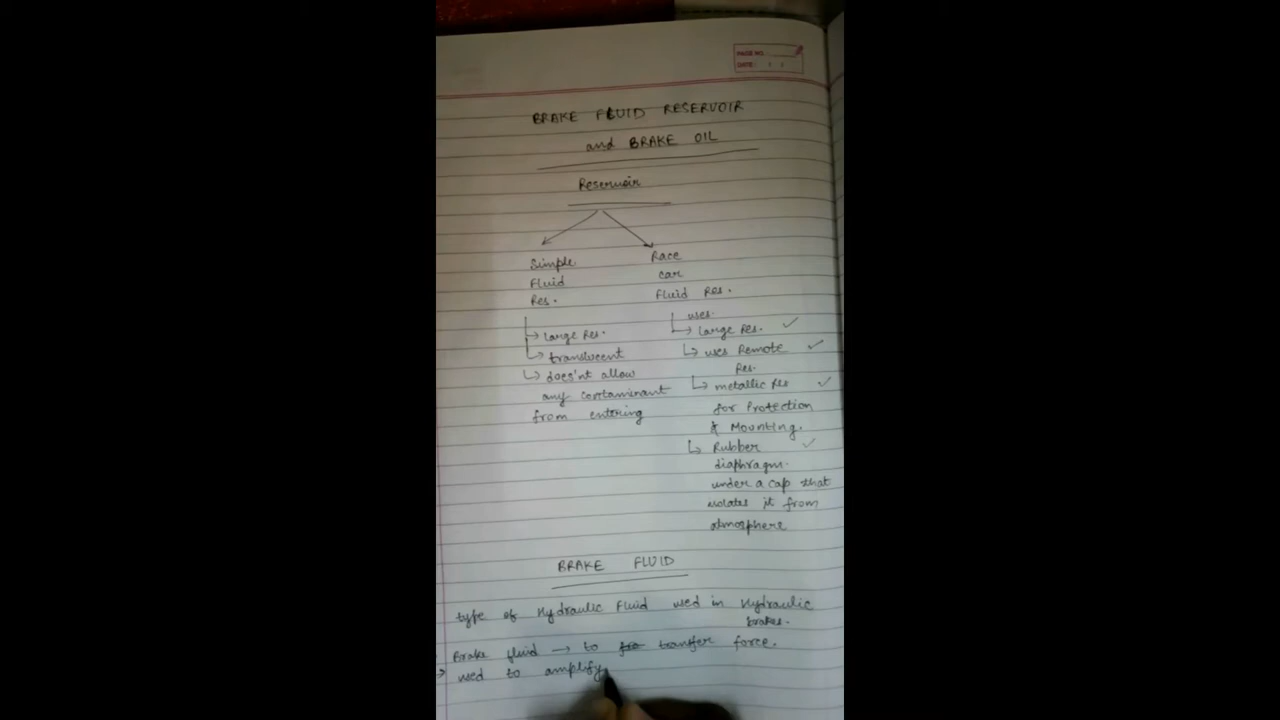 PAGE NO.
DATE: / /
BRAKE FLUID RESERVOIR
and BRAKE OIL
Reservoir
Simple
Fluid
Res.
Large Res.
translucent
does'nt allow
any contaminant
from entering
Race
car
Fluid Res.
uses
Large Res. ✓
uses Remote ✓
Res.
metallic Res ✓
for Protection
& Mounting.
Rubber ✓
diaphragm.
under a cap that
isolates it from
atmosphere
BRAKE FLUID
type of Hydraulic Fluid used in Hydraulic
brakes.
Brake fluid → to transfer force.
→ used to amplify